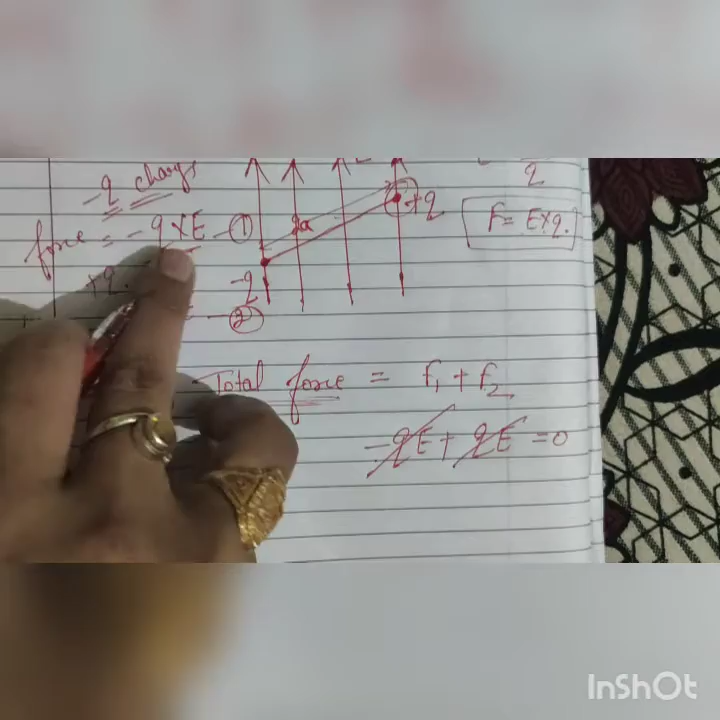 -q charge
force = -q × E -①
+q
-②
2a
+q
-q
q
F = E×q.
Total force = F₁ + F₂
-qE + qE = 0
InShOt